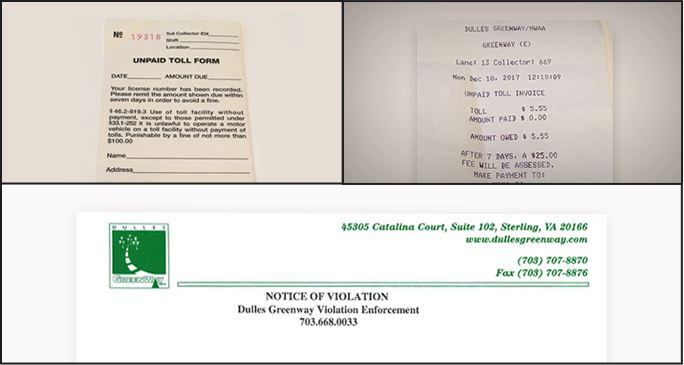 № 19318
Toll Collector ID#
Shift
Location
UNPAID TOLL FORM
DATE AMOUNT DUE
Your license number has been recorded.
Please remit the amount shown due within
seven days in order to avoid a fine.
§ 46.2-819.3 Use of toll facility without
payment, except to those permitted under
§33.1-252 it is unlawful to operate a motor
vehicle on a toll facility without payment of
tolls. Punishable by a fine of not more than
$100.00
Name
Address
DULLES GREENWAY/HWAA
GREENWAY (E)
Lane: 13 Collector: 669
Mon Dec 18, 2017 12:18:09
UNPAID TOLL INVOICE
TOLL $ 5.55
AMOUNT PAID $ 0.00
AMOUNT OWED $ 5.55
AFTER 7 DAYS, A $25.00
FEE WILL BE ASSESSED.
MAKE PAYMENT TO:
DULLES
GREENWAY
45305 Catalina Court, Suite 102, Sterling, VA 20166
www.dullesgreenway.com
(703) 707-8870
Fax (703) 707-8876
NOTICE OF VIOLATION
Dulles Greenway Violation Enforcement
703.668.0033